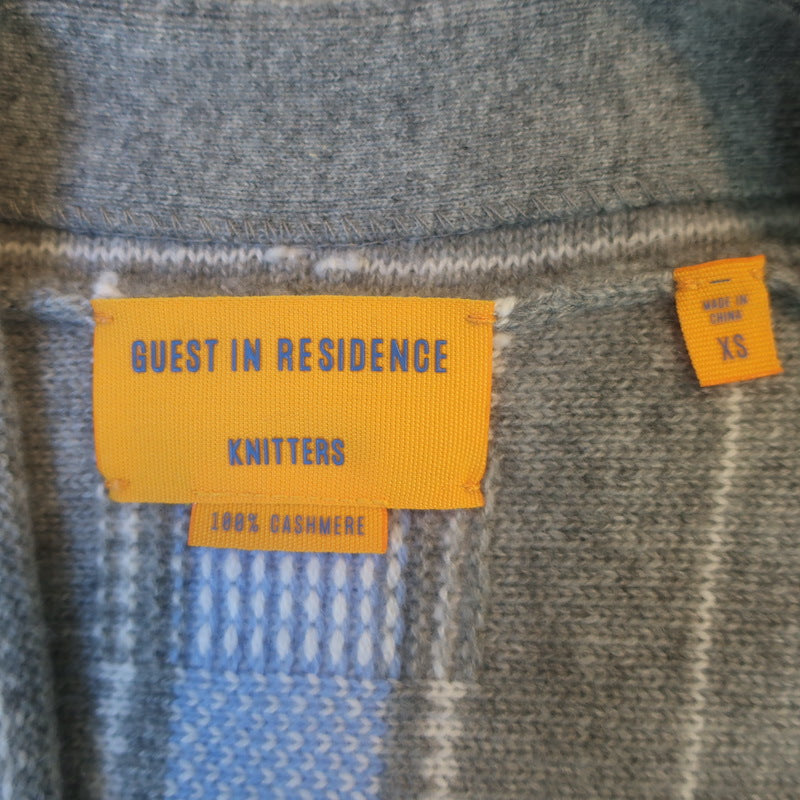 GUEST IN RESIDENCE
KNITTERS
100% CASHMERE
MADE IN
CHINA
XS